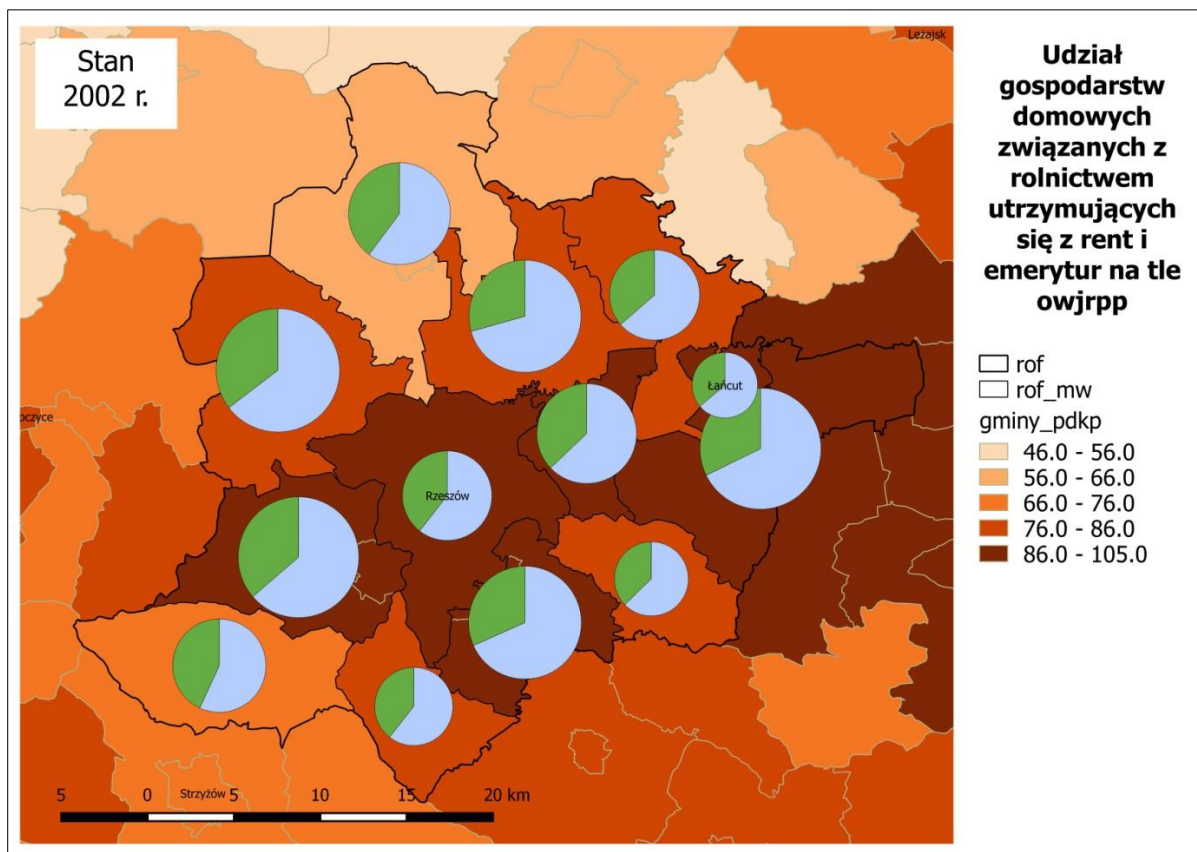 Stan
2002 r.
Leżajsk
Łańcut
oczyce
Rzeszów
Strzyżów
5 0 5 10 15 20 km
Udział
gospodarstw
domowych
związanych z
rolnictwem
utrzymujących
się z rent i
emerytur na tle
owjrpp
rof
rof_mw
gminy_pdkp
46.0 - 56.0
56.0 - 66.0
66.0 - 76.0
76.0 - 86.0
86.0 - 105.0